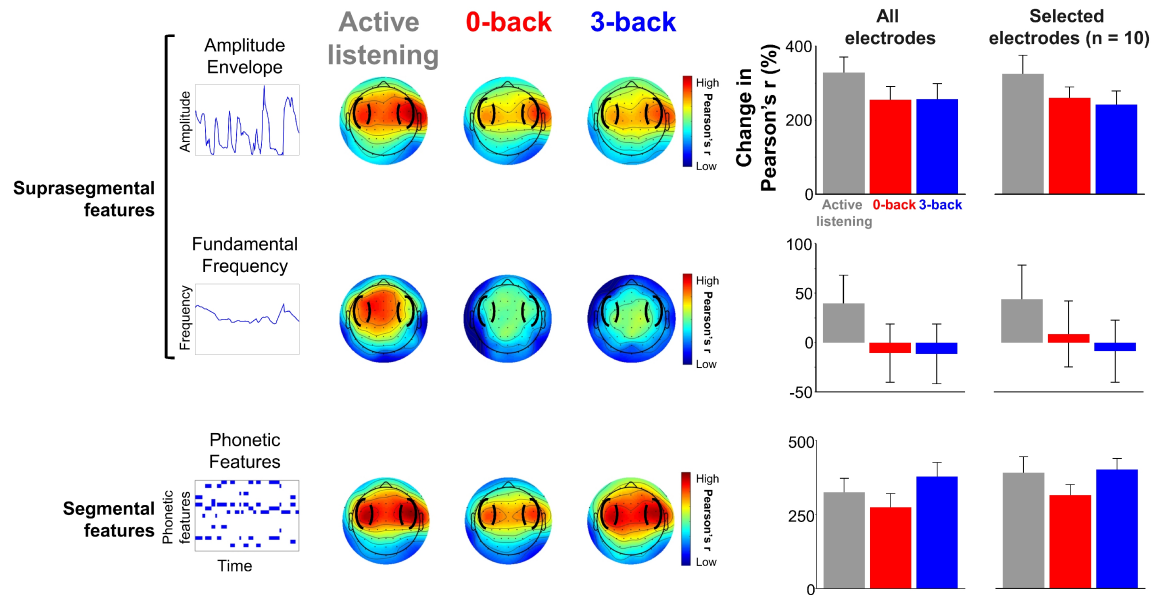 Active
listening
0-back
3-back
All
electrodes
Selected
electrodes (n = 10)
Suprasegmental
features
Amplitude
Envelope
Amplitude
High
Pearson's r
Low
Change in
Pearson's r (%)
400
200
0
Active
listening
0-back
3-back
Fundamental
Frequency
Frequency
High
Pearson's r
Low
100
50
0
-50
Segmental
features
Phonetic
Features
Phonetic
features
Time
High
Pearson's r
Low
500
250
0